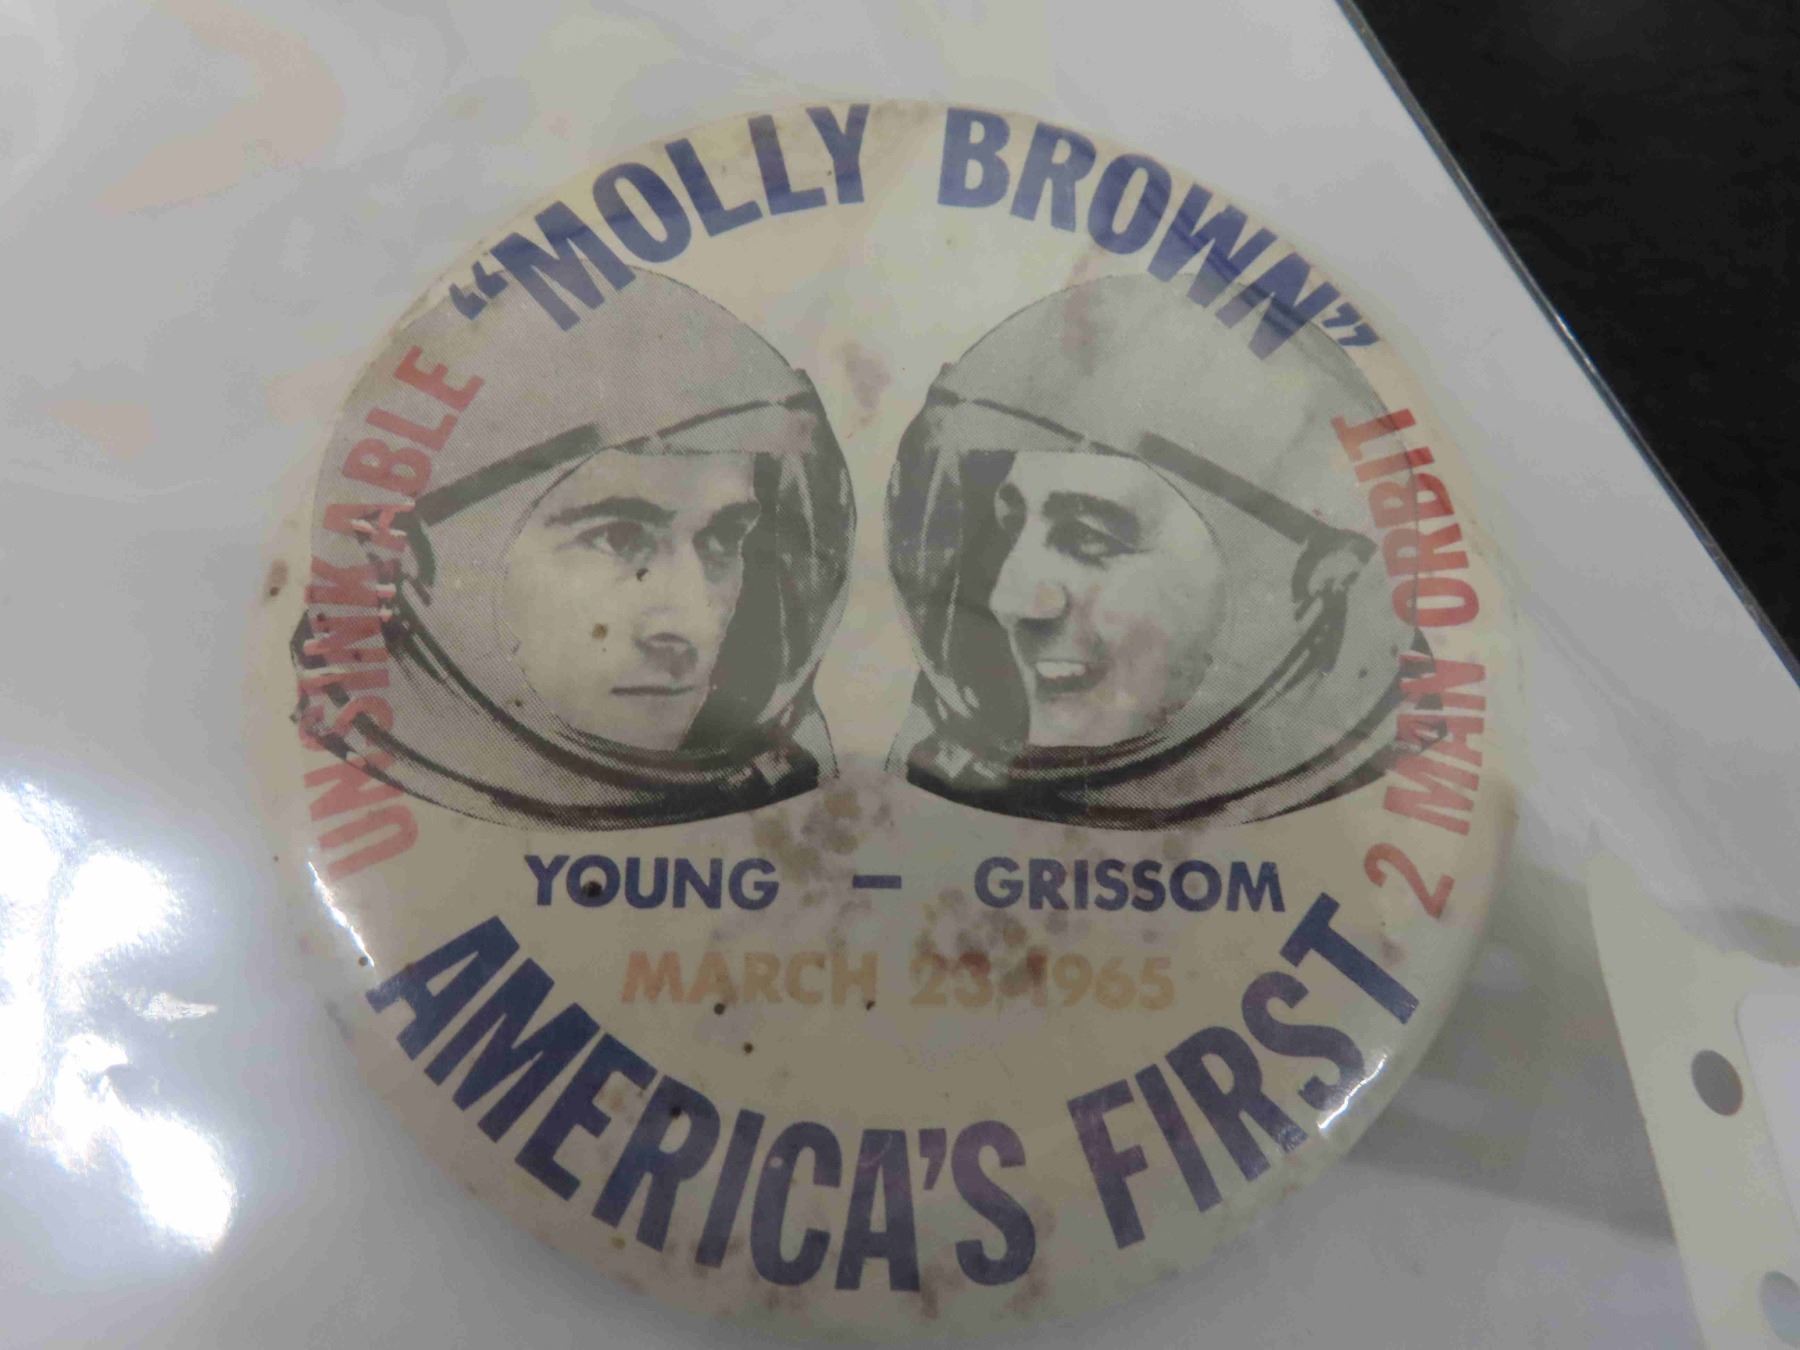 UNSINKABLE
“MOLLY BROWN”
2 MAN ORBIT
YOUNG – GRISSOM
MARCH 23, 1965
AMERICA'S FIRST